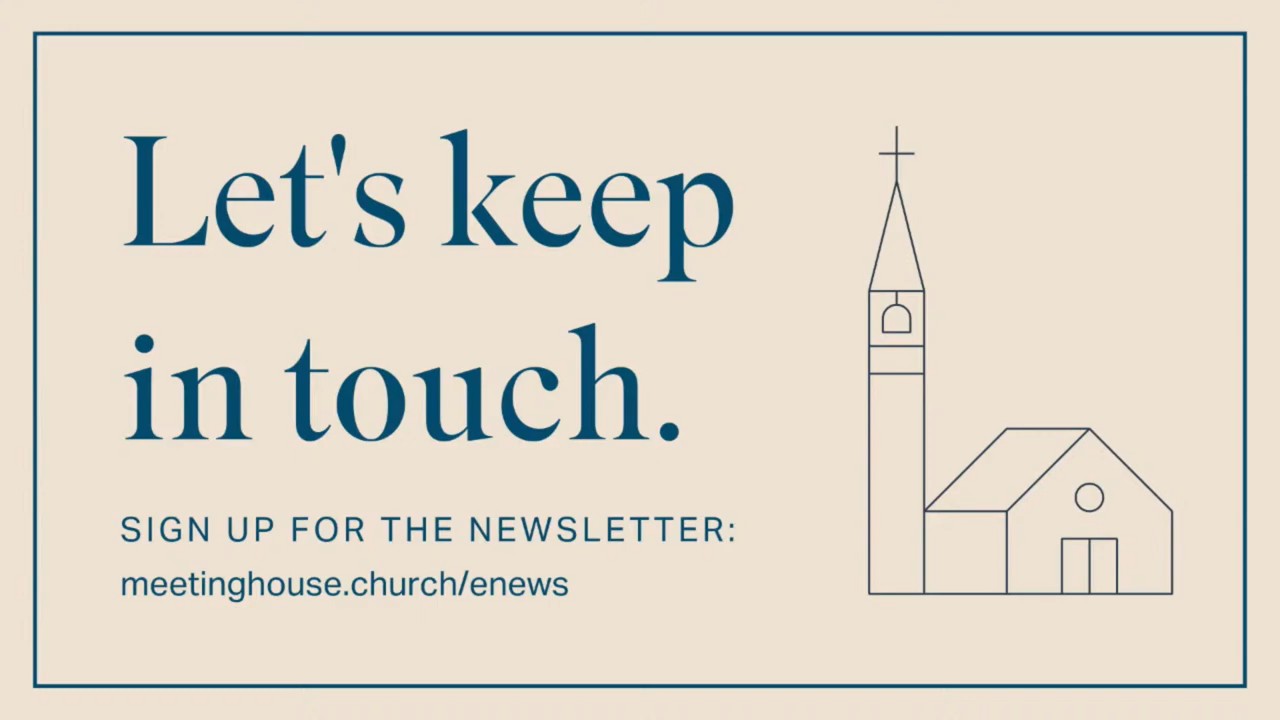 Let's keep
in touch.
SIGN UP FOR THE NEWSLETTER:
meetinghouse.church/enews